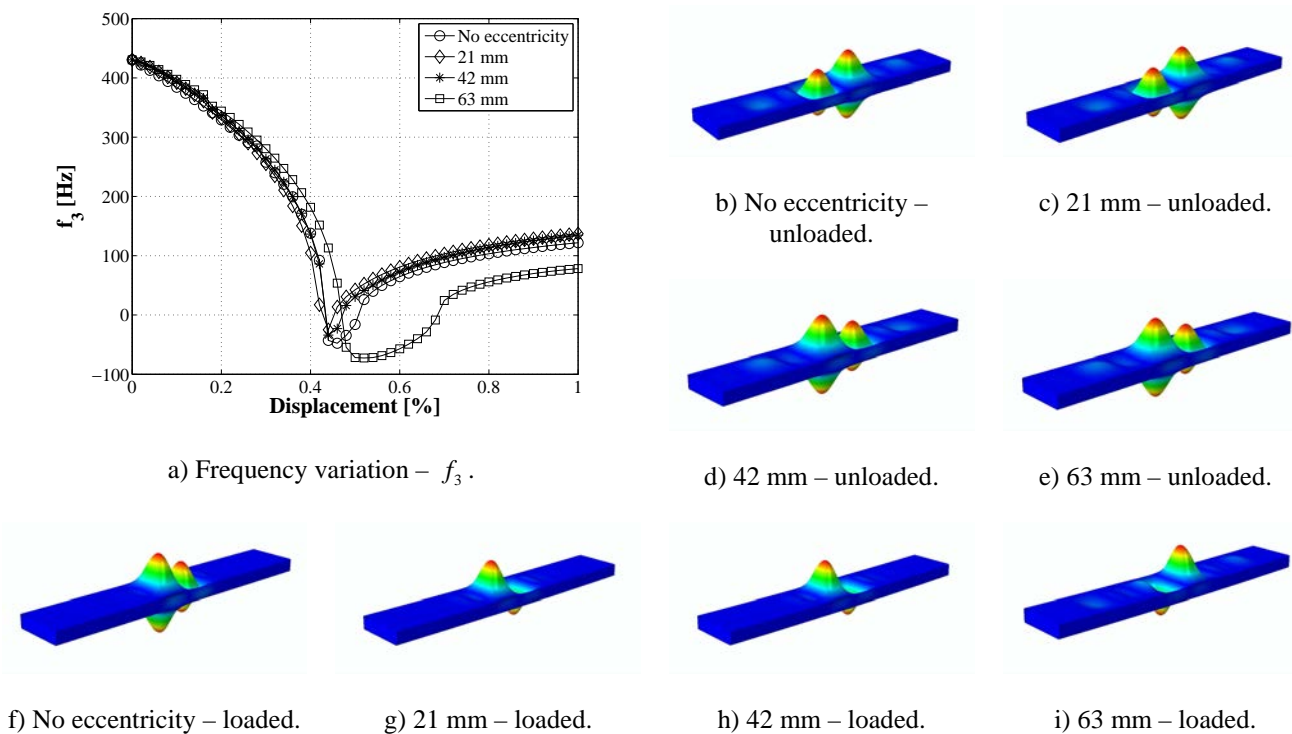 500
400
300
200
100
0
−100
f_3 [Hz]
0
0.2
0.4
0.6
0.8
1
Displacement [%]
No eccentricity
21 mm
42 mm
63 mm
a) Frequency variation – f₃ .
b) No eccentricity –
unloaded.
c) 21 mm – unloaded.
d) 42 mm – unloaded.
e) 63 mm – unloaded.
f) No eccentricity – loaded.
g) 21 mm – loaded.
h) 42 mm – loaded.
i) 63 mm – loaded.